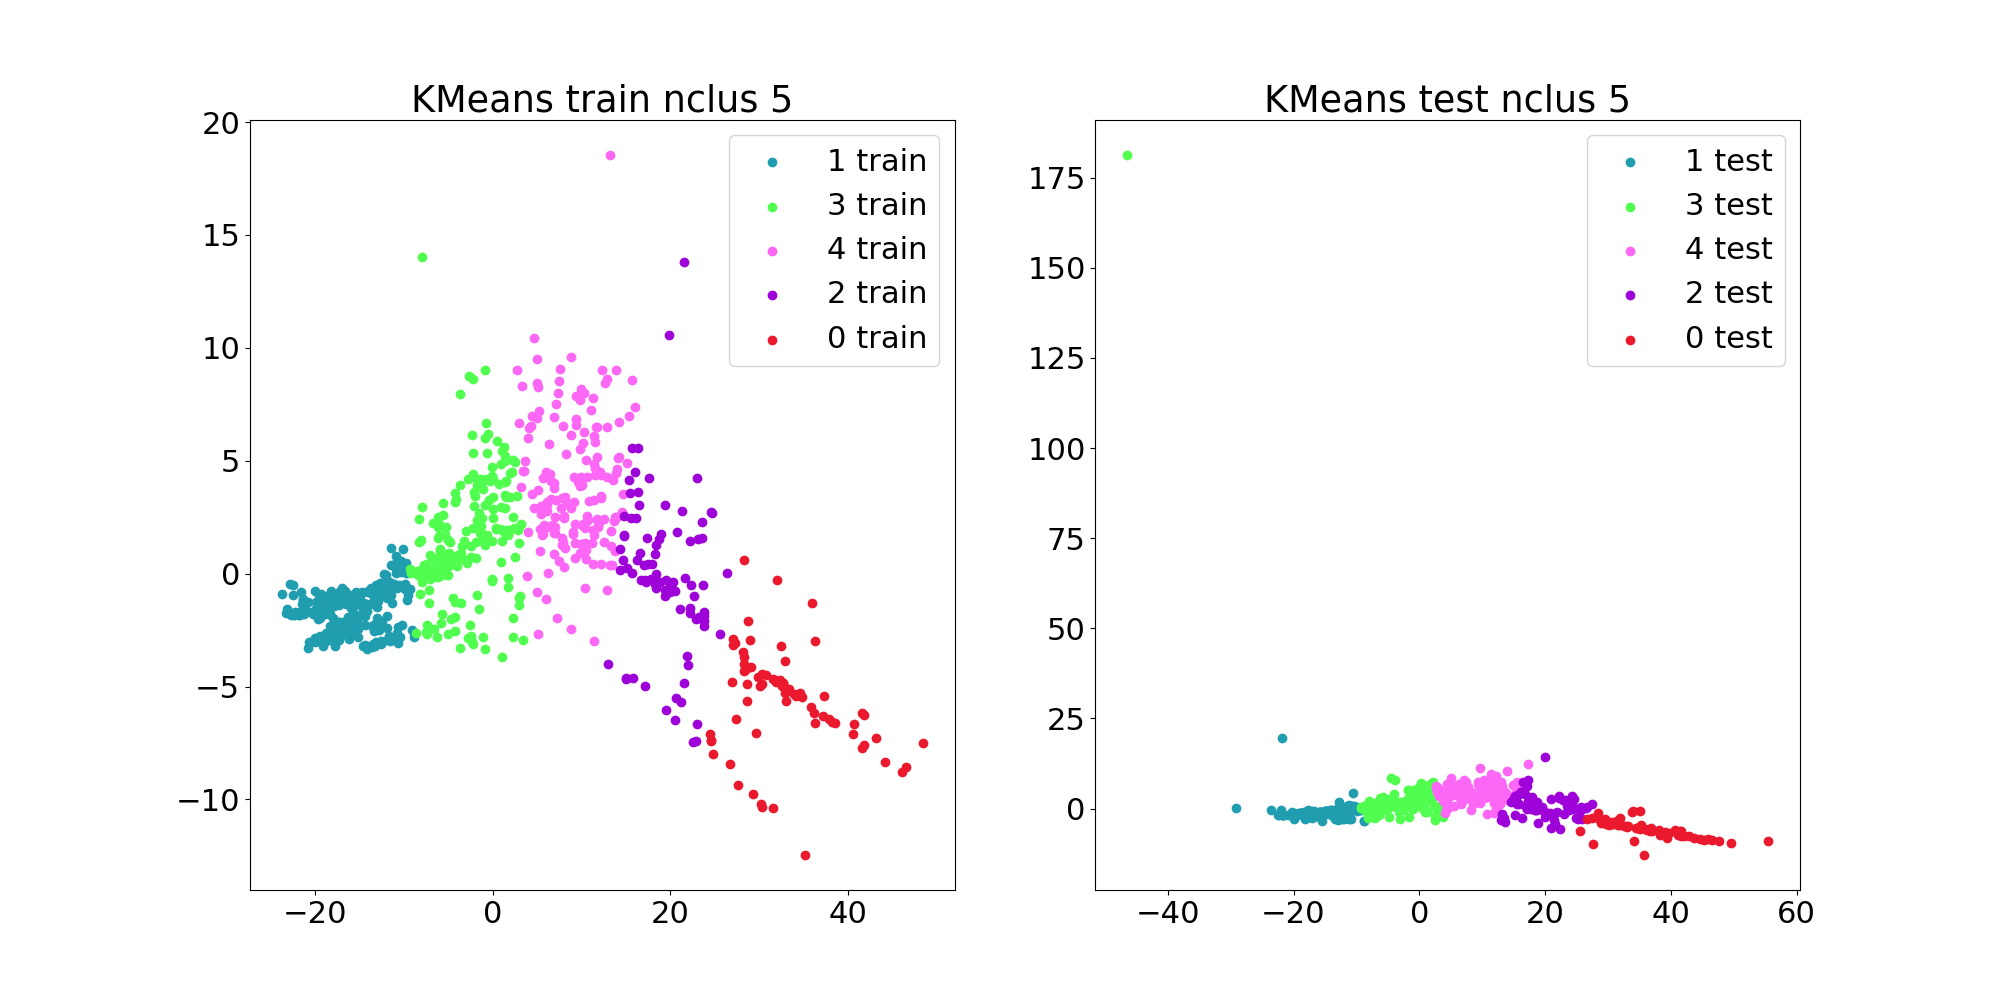 KMeans train nclus 5
20
15
10
5
0
−5
−10
−20
0
20
40
1 train
3 train
4 train
2 train
0 train
KMeans test nclus 5
175
150
125
100
75
50
25
0
−40
−20
0
20
40
60
1 test
3 test
4 test
2 test
0 test